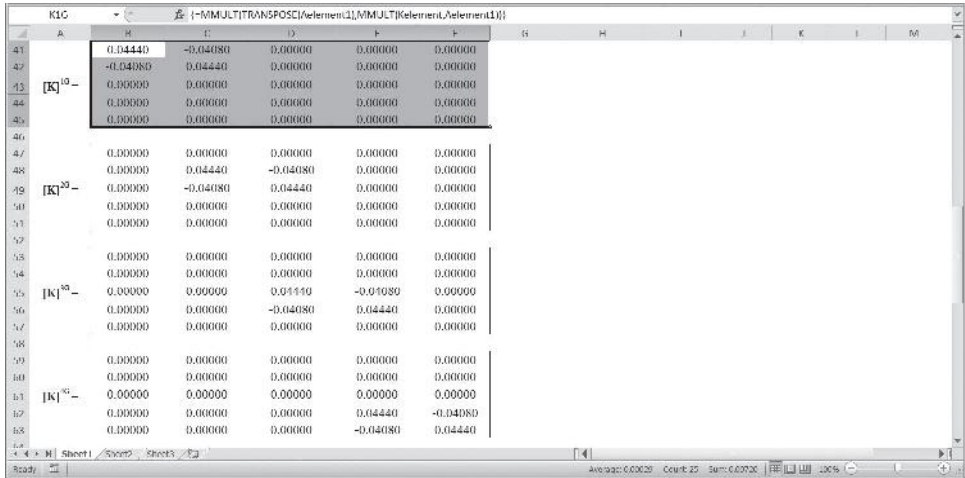 K1G fx {=MMULT(TRANSPOSE(Aelement1),MMULT(Kelement,Aelement1))}
A B C D E F G H I J K L M
41 0.04440 -0.04080 0.00000 0.00000 0.00000
42 -0.04080 0.04440 0.00000 0.00000 0.00000
43 [K]1G = 0.00000 0.00000 0.00000 0.00000 0.00000
44 0.00000 0.00000 0.00000 0.00000 0.00000
45 0.00000 0.00000 0.00000 0.00000 0.00000
46
47 0.00000 0.00000 0.00000 0.00000 0.00000
48 0.00000 0.04440 -0.04080 0.00000 0.00000
49 [K]2G = 0.00000 -0.04080 0.04440 0.00000 0.00000
50 0.00000 0.00000 0.00000 0.00000 0.00000
51 0.00000 0.00000 0.00000 0.00000 0.00000
52
53 0.00000 0.00000 0.00000 0.00000 0.00000
54 0.00000 0.00000 0.00000 0.00000 0.00000
55 [K]3G = 0.00000 0.00000 0.04440 -0.04080 0.00000
56 0.00000 0.00000 -0.04080 0.04440 0.00000
57 0.00000 0.00000 0.00000 0.00000 0.00000
58
59 0.00000 0.00000 0.00000 0.00000 0.00000
60 0.00000 0.00000 0.00000 0.00000 0.00000
61 [K]4G = 0.00000 0.00000 0.00000 0.00000 0.00000
62 0.00000 0.00000 0.00000 0.04440 -0.04080
63 0.00000 0.00000 0.00000 -0.04080 0.04440
Sheet1 Sheet2 Sheet3
Ready Average: 0.00029 Count: 25 Sum: 0.00720 100%